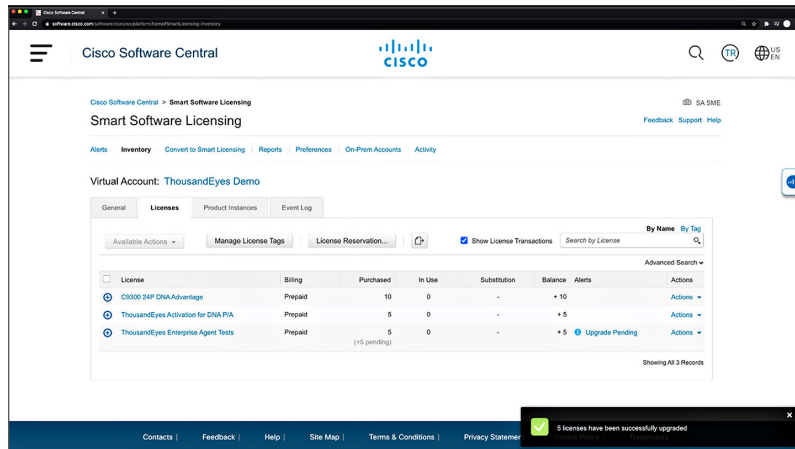 Cisco Software Central
software.cisco.com/software/csws/ws/platform/home#SmartLicensing-Inventory
Cisco Software Central
CISCO
TR
US
EN
Cisco Software Central > Smart Software Licensing
SA SME
Smart Software Licensing
Feedback Support Help
Alerts Inventory Convert to Smart Licensing Reports Preferences On-Prem Accounts Activity
Virtual Account: ThousandEyes Demo
General Licenses Product Instances Event Log
By Name By Tag
Available Actions Manage License Tags License Reservation... Show License Transactions Search by License
Advanced Search
License Billing Purchased In Use Substitution Balance Alerts Actions
C9300 24P DNA Advantage Prepaid 10 0 - + 10 Actions
ThousandEyes Activation for DNA P/A Prepaid 5 0 - + 5 Actions
ThousandEyes Enterprise Agent Tests Prepaid 5 0 - + 5 Upgrade Pending Actions
(+5 pending)
Showing All 3 Records
5 licenses have been successfully upgraded
Contacts | Feedback | Help | Site Map | Terms & Conditions | Privacy Statement Cookie Policy | Trademarks